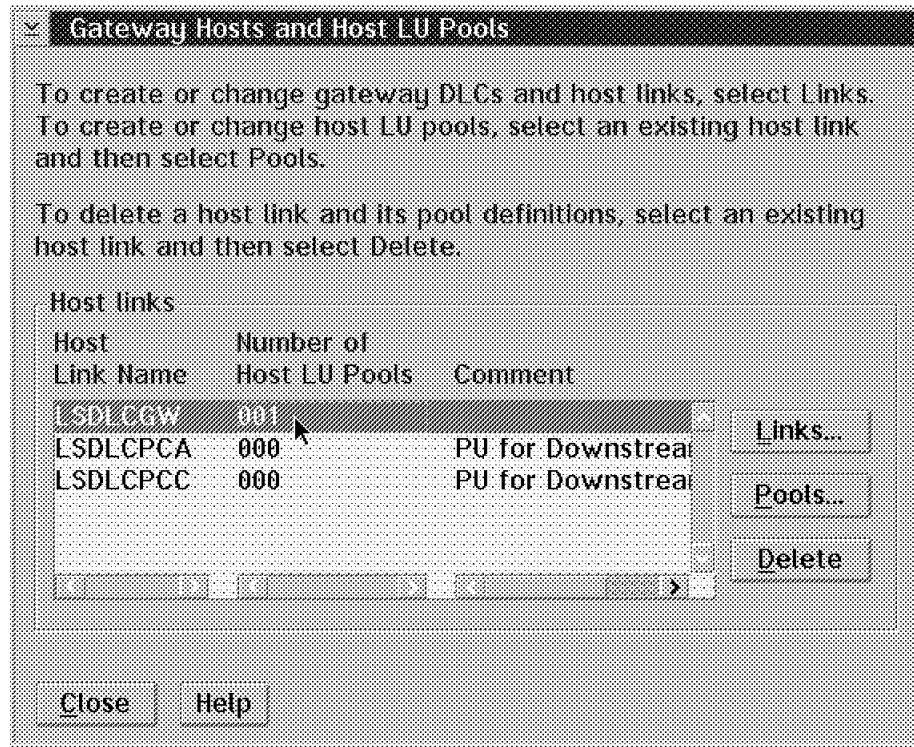 Gateway Hosts and Host LU Pools
To create or change gateway DLCs and host links, select Links.
To create or change host LU pools, select an existing host link
and then select Pools.
To delete a host link and its pool definitions, select an existing
host link and then select Delete.
Host links
Host Number of
Link Name Host LU Pools Comment
LSDLCGW 001
LSDLCPCA 000 PU for Downstrea
LSDLCPCC 000 PU for Downstrea
Links...
Pools...
Delete
Close Help